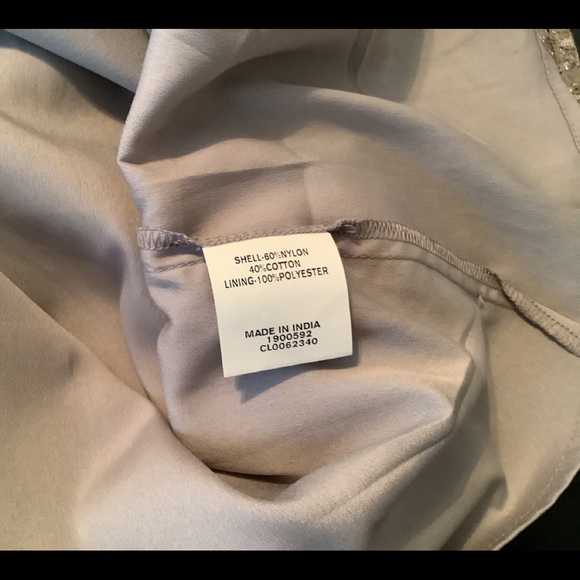 SHELL-60%NYLON
40%COTTON
LINING-100%POLYESTER
MADE IN INDIA
1900592
CL0062340